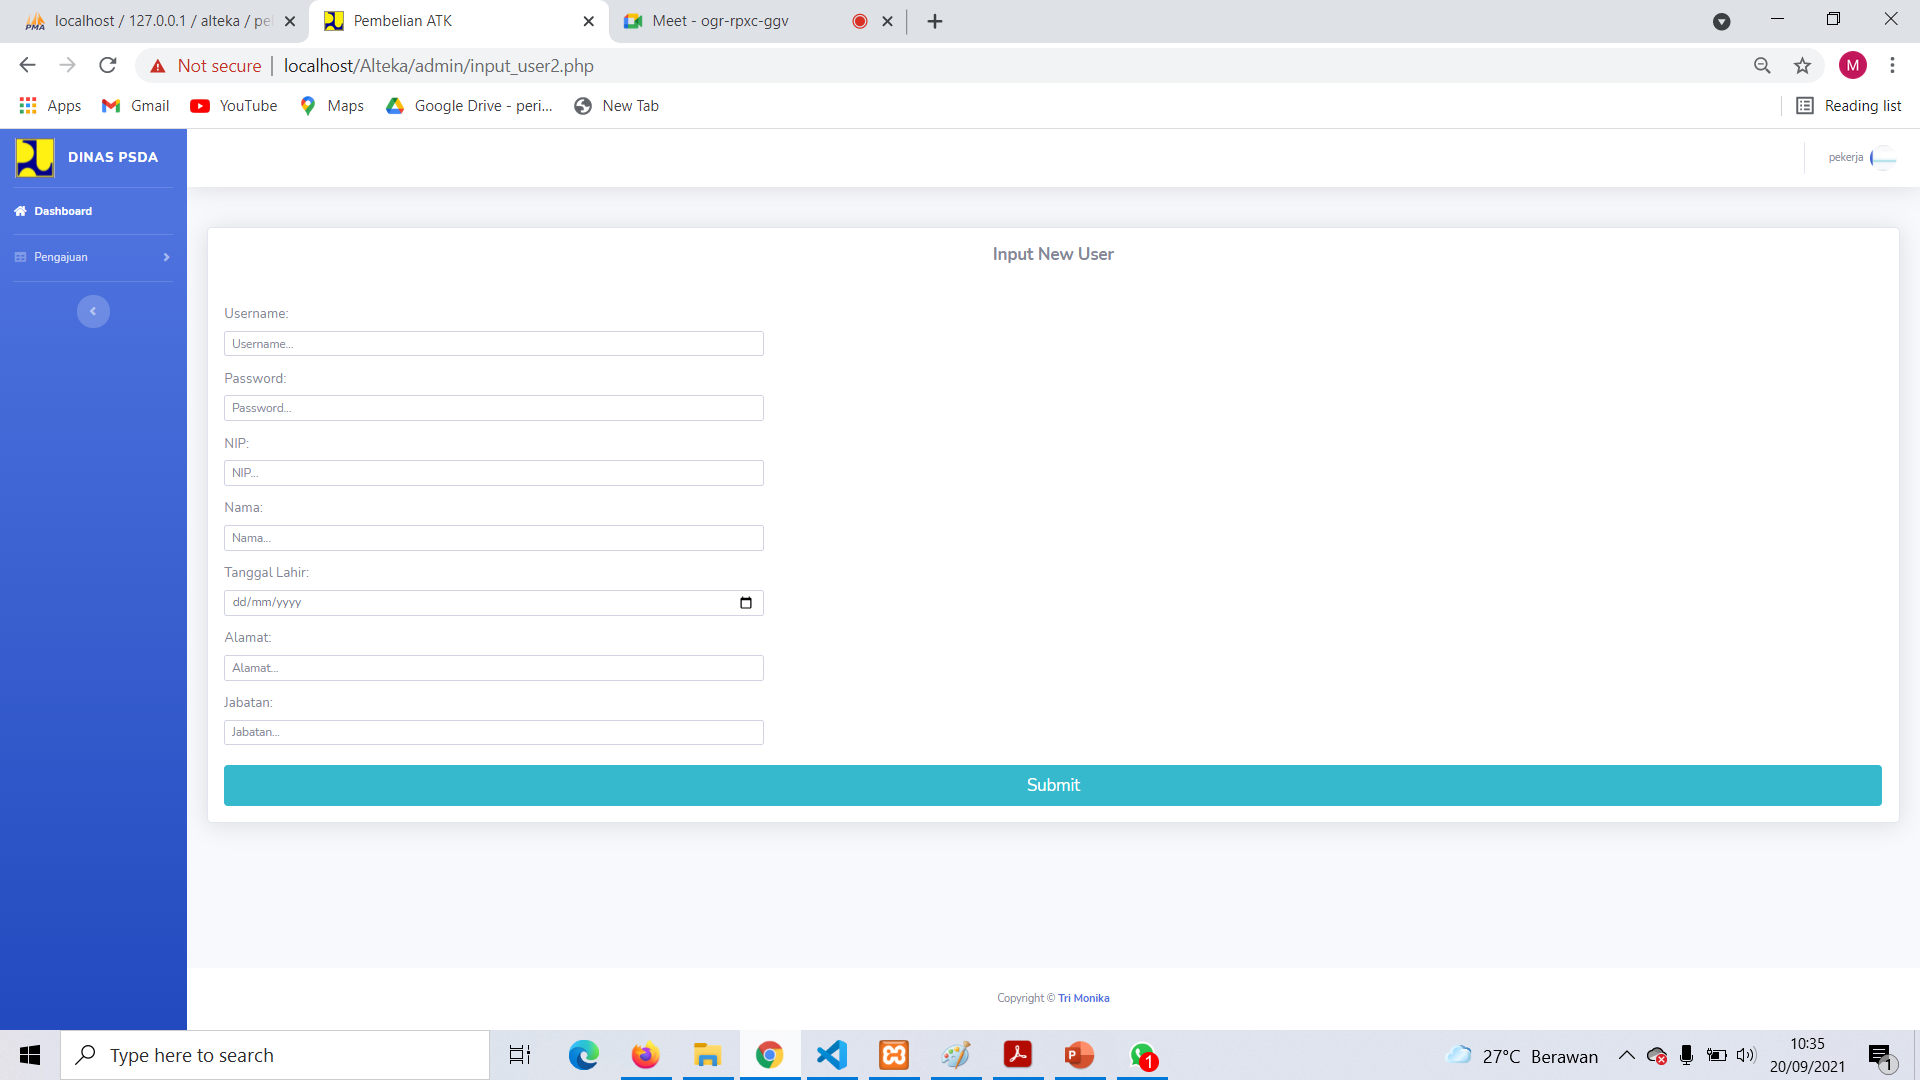 localhost / 127.0.0.1 / alteka / pe
Pembelian ATK
Meet - ogr-rpxc-ggv
Not secure
localhost/Alteka/admin/input_user2.php
M
Apps
Gmail
YouTube
Maps
Google Drive - peri...
New Tab
Reading list
DINAS PSDA
pekerja
Dashboard
Pengajuan
Input New User
Username:
Username...
Password:
Password...
NIP:
NIP...
Nama:
Nama...
Tanggal Lahir:
dd/mm/yyyy
Alamat:
Alamat...
Jabatan:
Jabatan...
Submit
Copyright © Tri Monika
Type here to search
1
27°C Berawan
10:35
20/09/2021
1